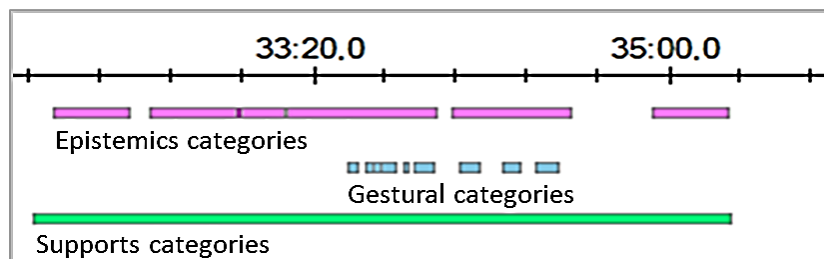 33:20.0 35:00.0
Epistemics categories
Gestural categories
Supports categories